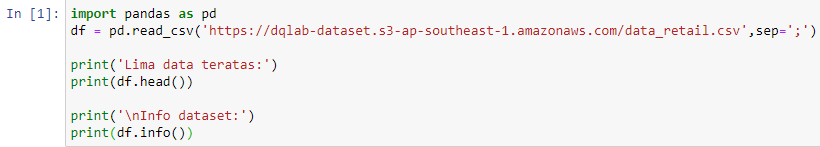 In [1]: import pandas as pd
df = pd.read_csv('https://dqlab-dataset.s3-ap-southeast-1.amazonaws.com/data_retail.csv',sep=';')
print('Lima data teratas:')
print(df.head())
print('\nInfo dataset:')
print(df.info())